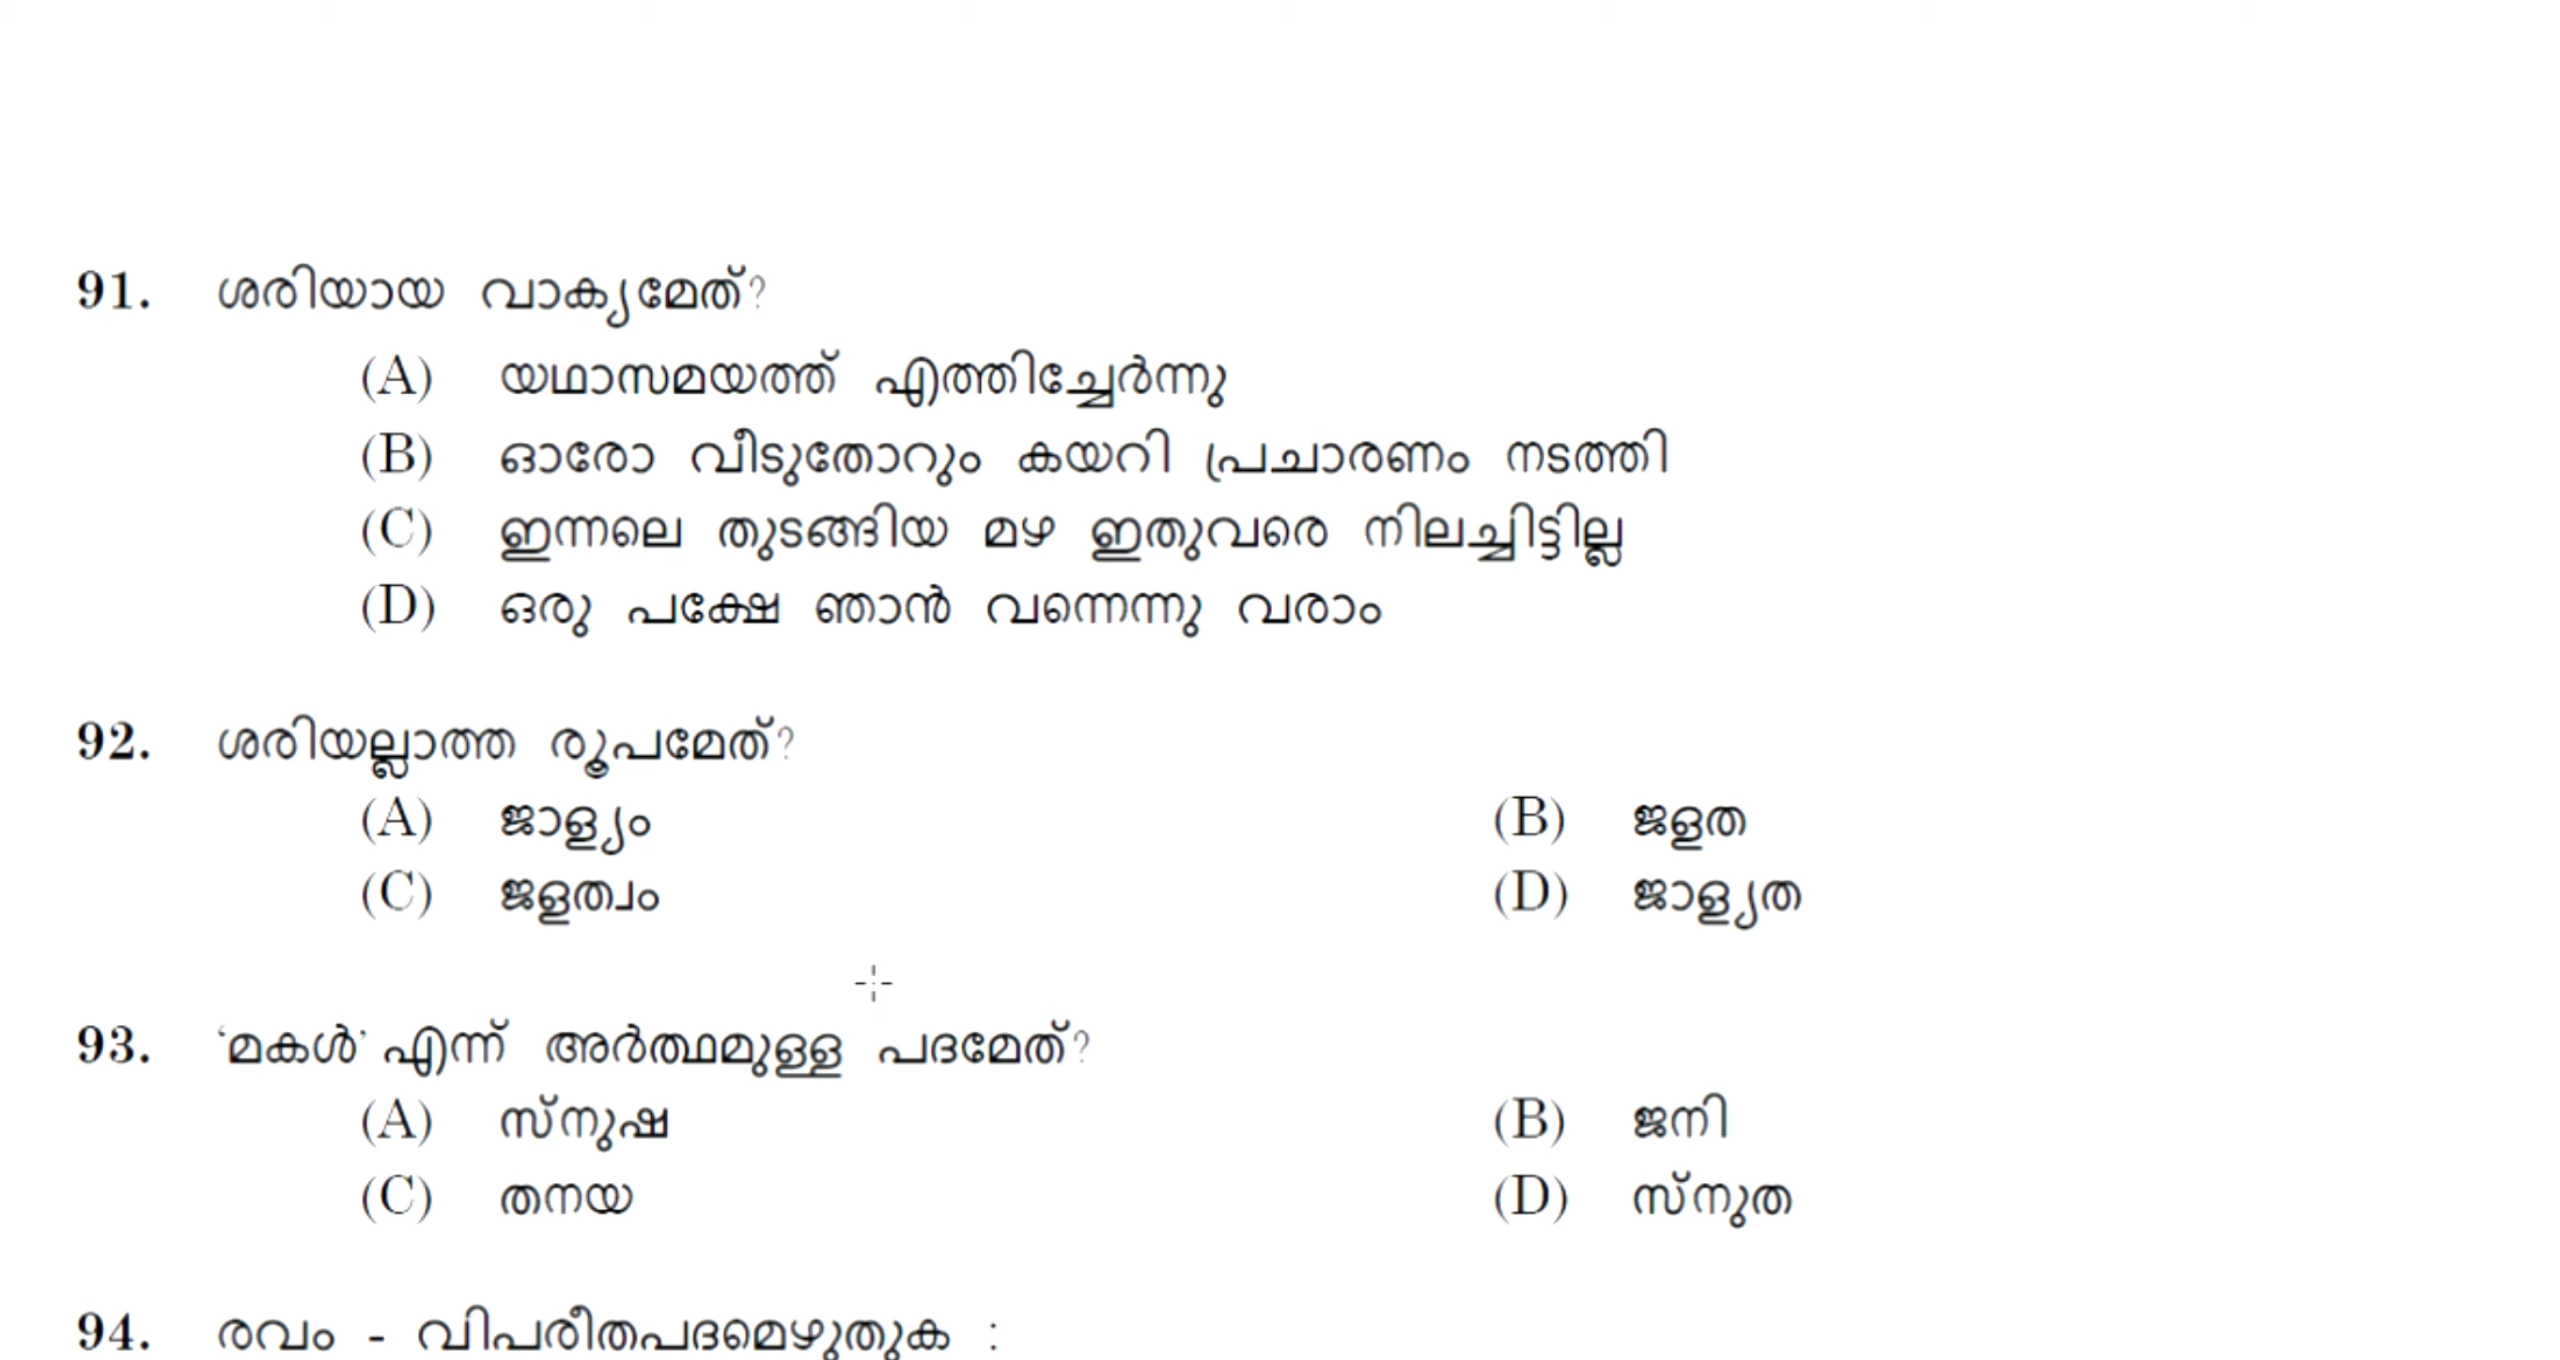 91. ശരിയായ വാക്യമേത്?
(A) യഥാസമയത്ത് എത്തിച്ചേർന്നു
(B) ഓരോ വീടുതോറും കയറി പ്രചാരണം നടത്തി
(C) ഇന്നലെ തുടങ്ങിയ മഴ ഇതുവരെ നിലച്ചിട്ടില്ല
(D) ഒരു പക്ഷേ ഞാൻ വന്നെന്നു വരാം
92. ശരിയല്ലാത്ത രൂപമേത്?
(A) ജാള്യം (B) ജളത
(C) ജളത്വം (D) ജാള്യത
93. ‘മകൾ’ എന്ന് അർത്ഥമുള്ള പദമേത്?
(A) സ്നുഷ (B) ജനി
(C) തനയ (D) സ്നുത
94. രവം - വിപരീതപദമെഴുതുക :